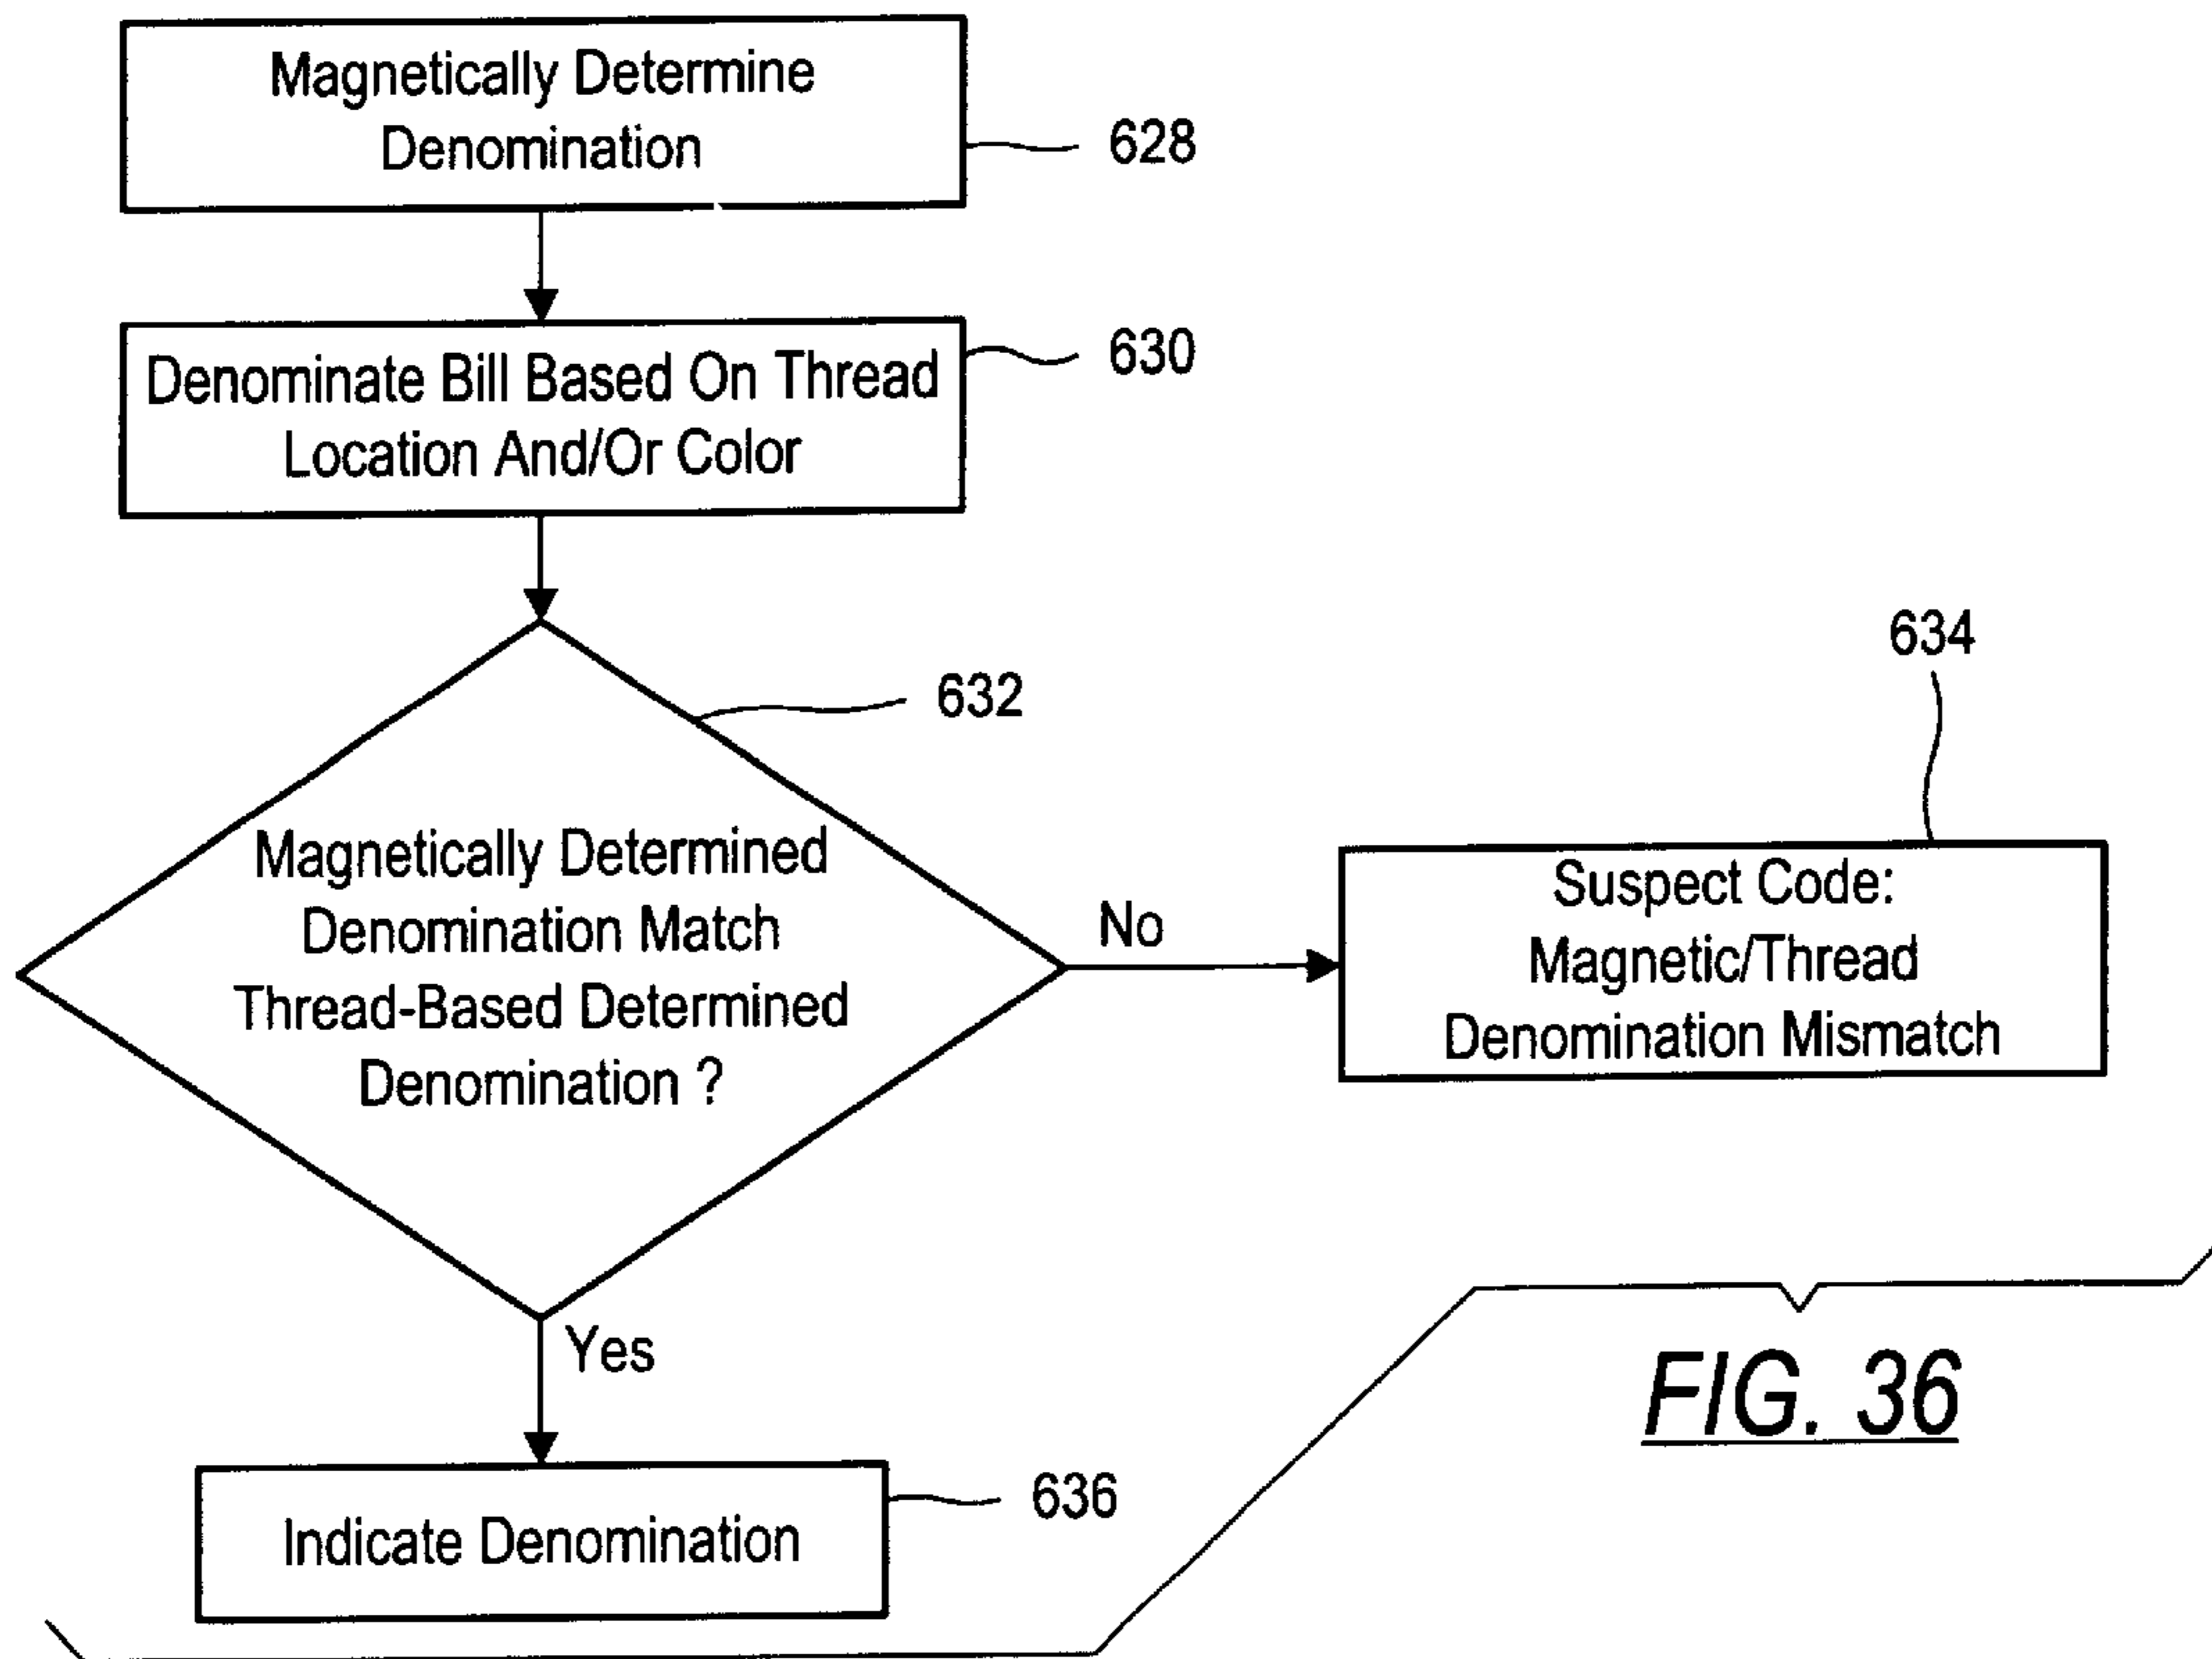 Magnetically Determine
Denomination
628
Denominate Bill Based On Thread
Location And/Or Color
630
632
634
Magnetically Determined
Denomination Match
Thread-Based Determined
Denomination ?
No
Suspect Code:
Magnetic/Thread
Denomination Mismatch
Yes
Indicate Denomination
636
FIG. 36